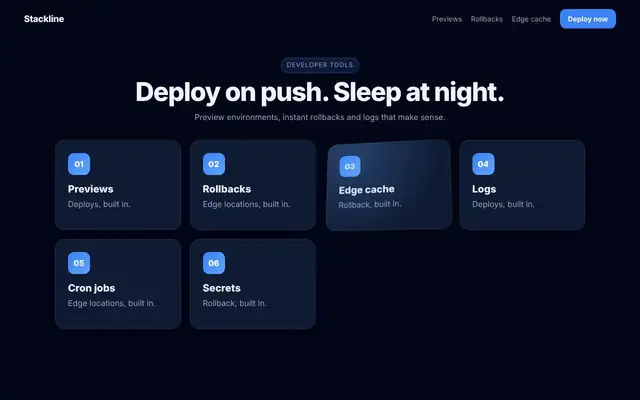 Stackline
Previews Rollbacks Edge cache Deploy now
DEVELOPER TOOLS
Deploy on push. Sleep at night.
Preview environments, instant rollbacks and logs that make sense.
01
Previews
Deploys, built in.
02
Rollbacks
Edge locations, built in.
03
Edge cache
Rollback, built in.
04
Logs
Deploys, built in.
05
Cron jobs
Edge locations, built in.
06
Secrets
Rollback, built in.